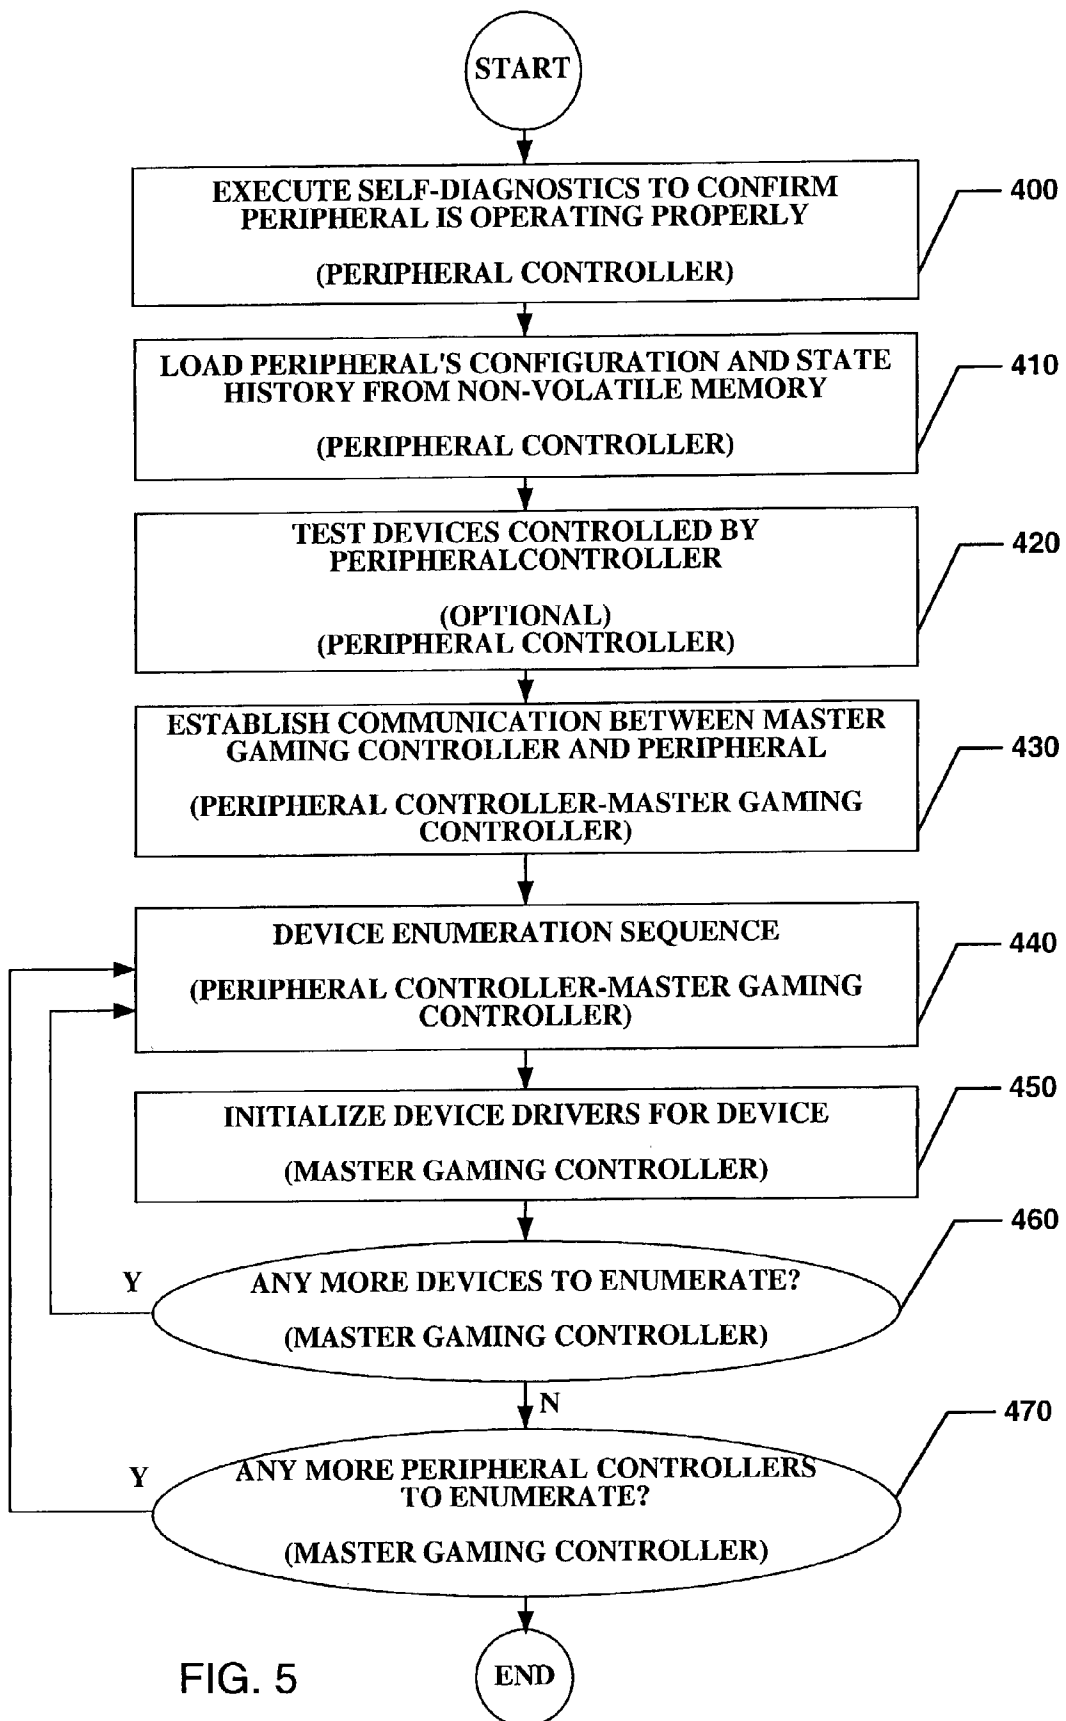 START
EXECUTE SELF-DIAGNOSTICS TO CONFIRM
PERIPHERAL IS OPERATING PROPERLY
(PERIPHERAL CONTROLLER)
400
LOAD PERIPHERAL'S CONFIGURATION AND STATE
HISTORY FROM NON-VOLATILE MEMORY
(PERIPHERAL CONTROLLER)
410
TEST DEVICES CONTROLLED BY
PERIPHERALCONTROLLER
(OPTIONAL)
(PERIPHERAL CONTROLLER)
420
ESTABLISH COMMUNICATION BETWEEN MASTER
GAMING CONTROLLER AND PERIPHERAL
(PERIPHERAL CONTROLLER-MASTER GAMING
CONTROLLER)
430
DEVICE ENUMERATION SEQUENCE
(PERIPHERAL CONTROLLER-MASTER GAMING
CONTROLLER)
440
INITIALIZE DEVICE DRIVERS FOR DEVICE
(MASTER GAMING CONTROLLER)
450
Y
ANY MORE DEVICES TO ENUMERATE?
(MASTER GAMING CONTROLLER)
460
N
Y
ANY MORE PERIPHERAL CONTROLLERS
TO ENUMERATE?
(MASTER GAMING CONTROLLER)
470
END
FIG. 5